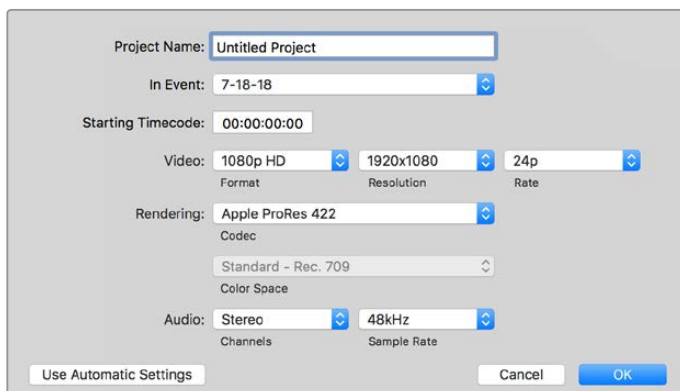 Project Name: Untitled Project
In Event: 7-18-18
Starting Timecode: 00:00:00:00
Video: 1080p HD 1920x1080 24p
Format Resolution Rate
Rendering: Apple ProRes 422
Codec
Standard - Rec. 709
Color Space
Audio: Stereo 48kHz
Channels Sample Rate
Use Automatic Settings Cancel OK